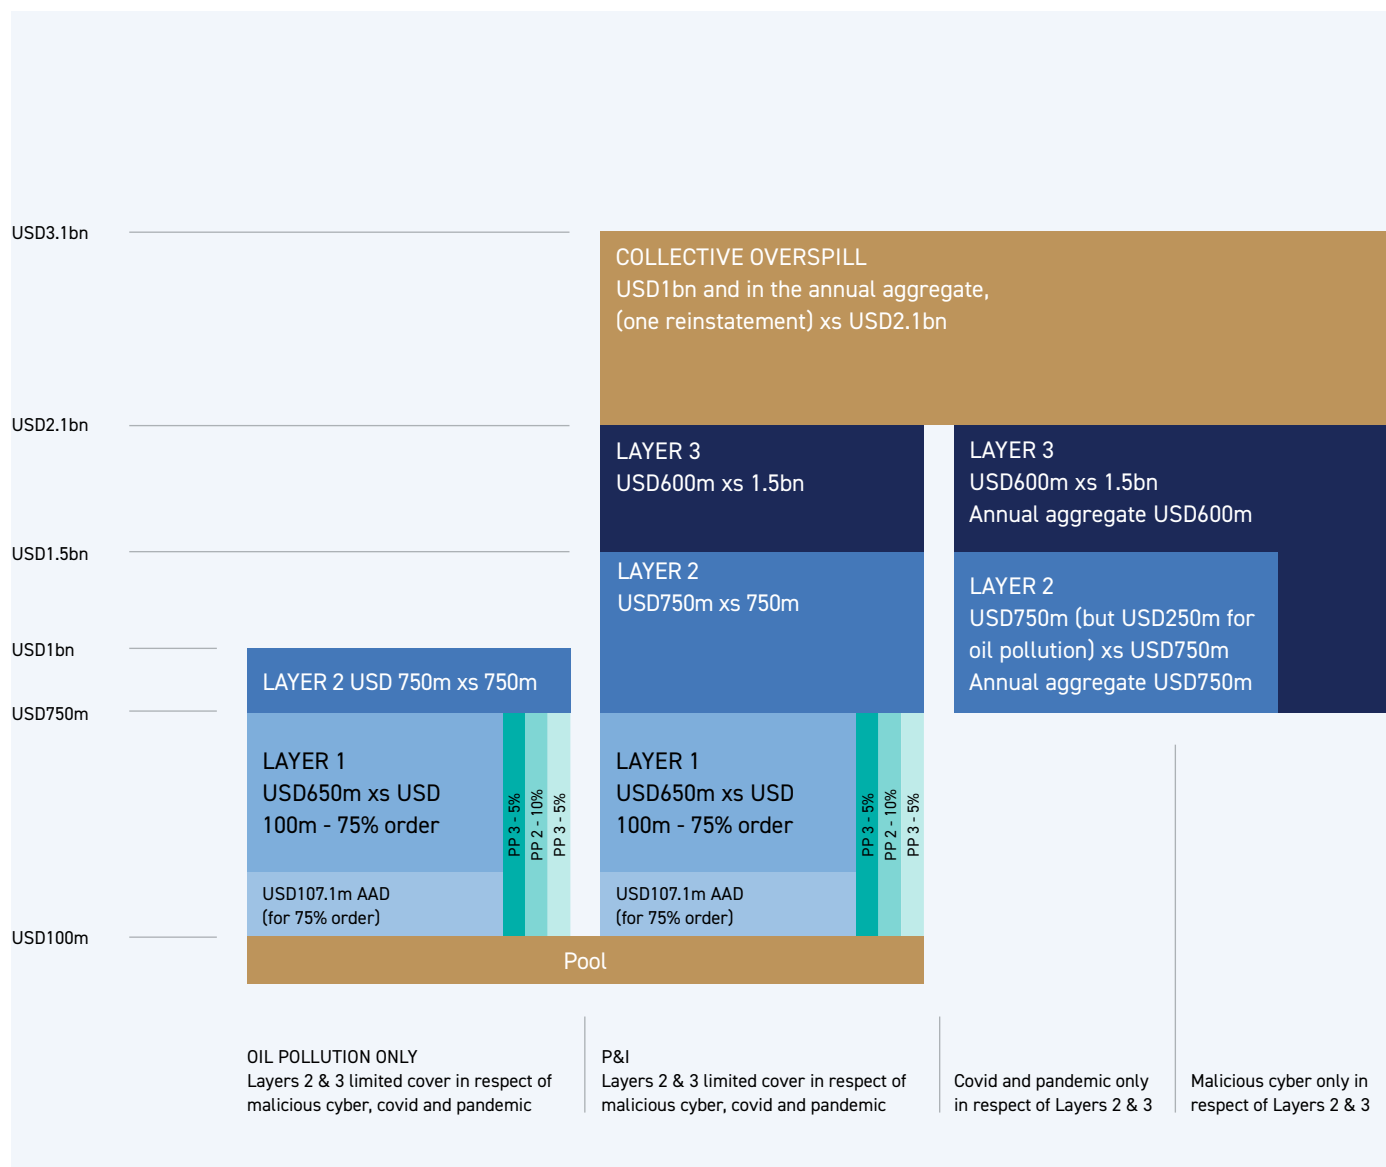 USD3.1bn
COLLECTIVE OVERSPILL
USD1bn and in the annual aggregate,
(one reinstatement) xs USD2.1bn
USD2.1bn
LAYER 3
USD600m xs 1.5bn
LAYER 3
USD600m xs 1.5bn
Annual aggregate USD600m
USD1.5bn
LAYER 2
USD750m xs 750m
LAYER 2
USD750m (but USD250m for
oil pollution) xs USD750m
Annual aggregate USD750m
USD1bn
LAYER 2 USD 750m xs 750m
USD750m
LAYER 1
USD650m xs USD
100m - 75% order
PP 3 - 5%
PP 2 - 10%
PP 3 - 5%
LAYER 1
USD650m xs USD
100m - 75% order
PP 3 - 5%
PP 2 - 10%
PP 3 - 5%
USD107.1m AAD
(for 75% order)
USD107.1m AAD
(for 75% order)
USD100m
Pool
OIL POLLUTION ONLY
Layers 2 & 3 limited cover in respect of
malicious cyber, covid and pandemic
P&I
Layers 2 & 3 limited cover in respect of
malicious cyber, covid and pandemic
Covid and pandemic only
in respect of Layers 2 & 3
Malicious cyber only in
respect of Layers 2 & 3